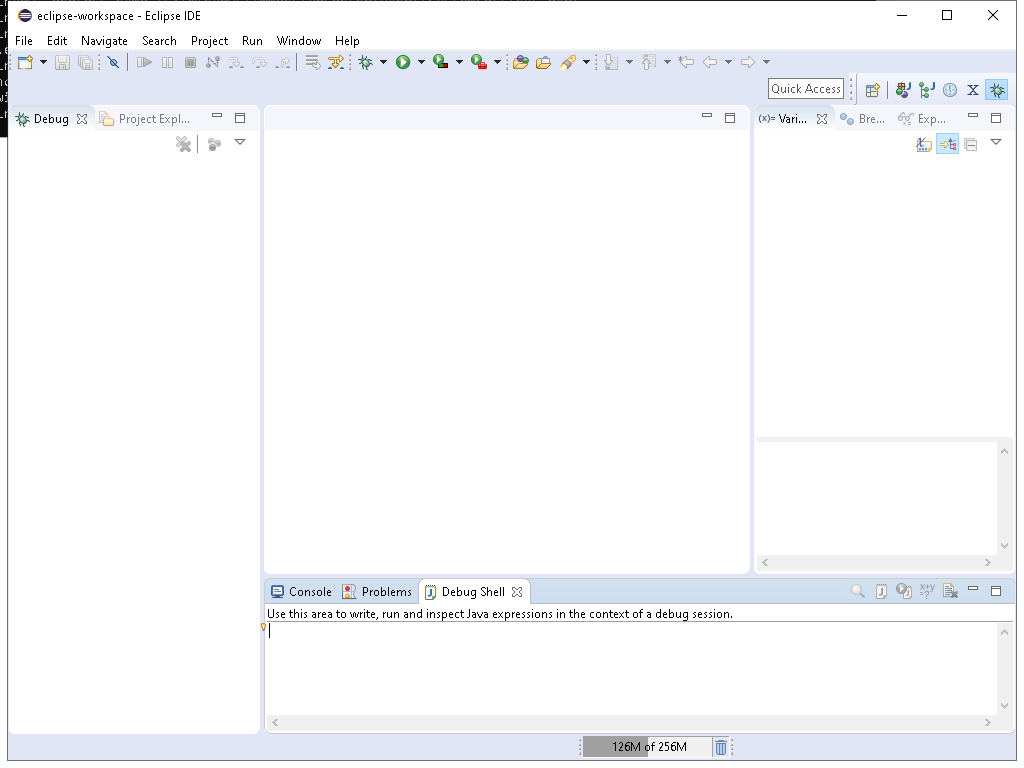 eclipse-workspace - Eclipse IDE
File Edit Navigate Search Project Run Window Help
Quick Access
Debug Project Expl... (x)= Vari... Bre... Exp...
Console Problems Debug Shell
Use this area to write, run and inspect Java expressions in the context of a debug session.
126M of 256M